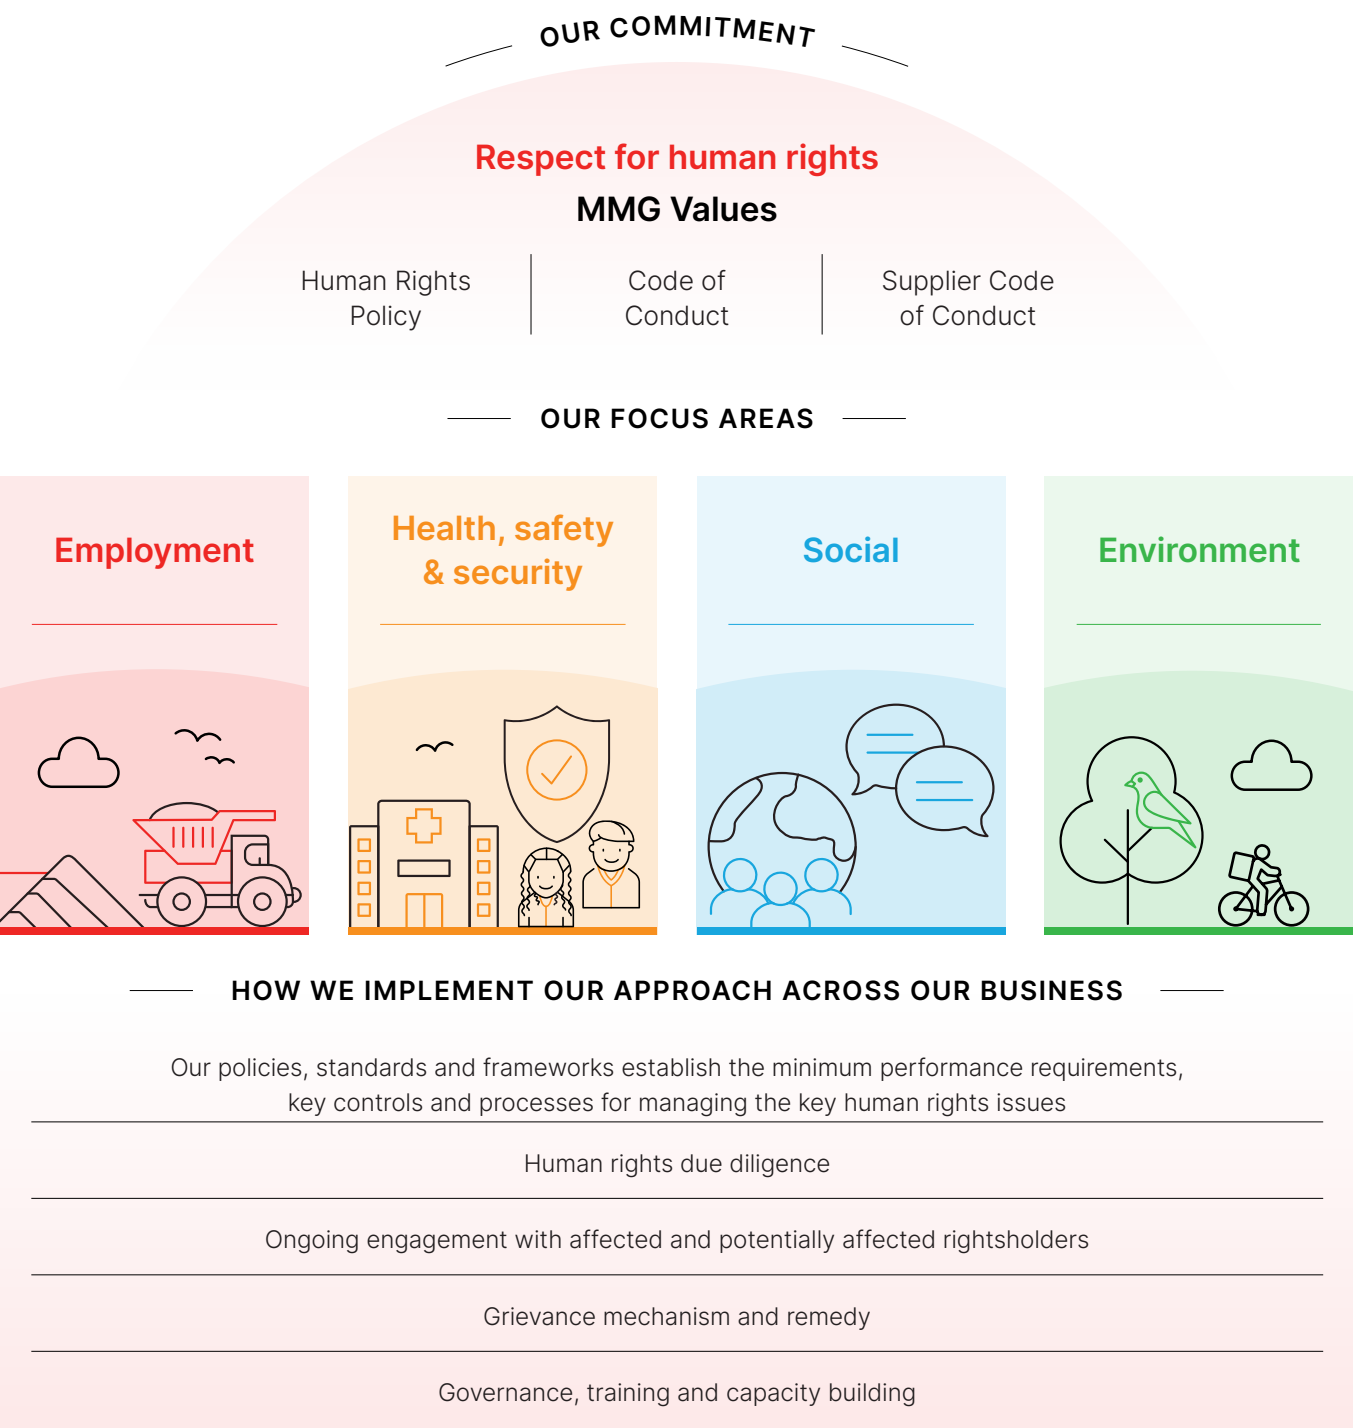 OUR COMMITMENT
Respect for human rights
MMG Values
Human Rights
Policy
Code of
Conduct
Supplier Code
of Conduct
OUR FOCUS AREAS
Employment
Health, safety
& security
Social
Environment
HOW WE IMPLEMENT OUR APPROACH ACROSS OUR BUSINESS
Our policies, standards and frameworks establish the minimum performance requirements,
key controls and processes for managing the key human rights issues
Human rights due diligence
Ongoing engagement with affected and potentially affected rightsholders
Grievance mechanism and remedy
Governance, training and capacity building